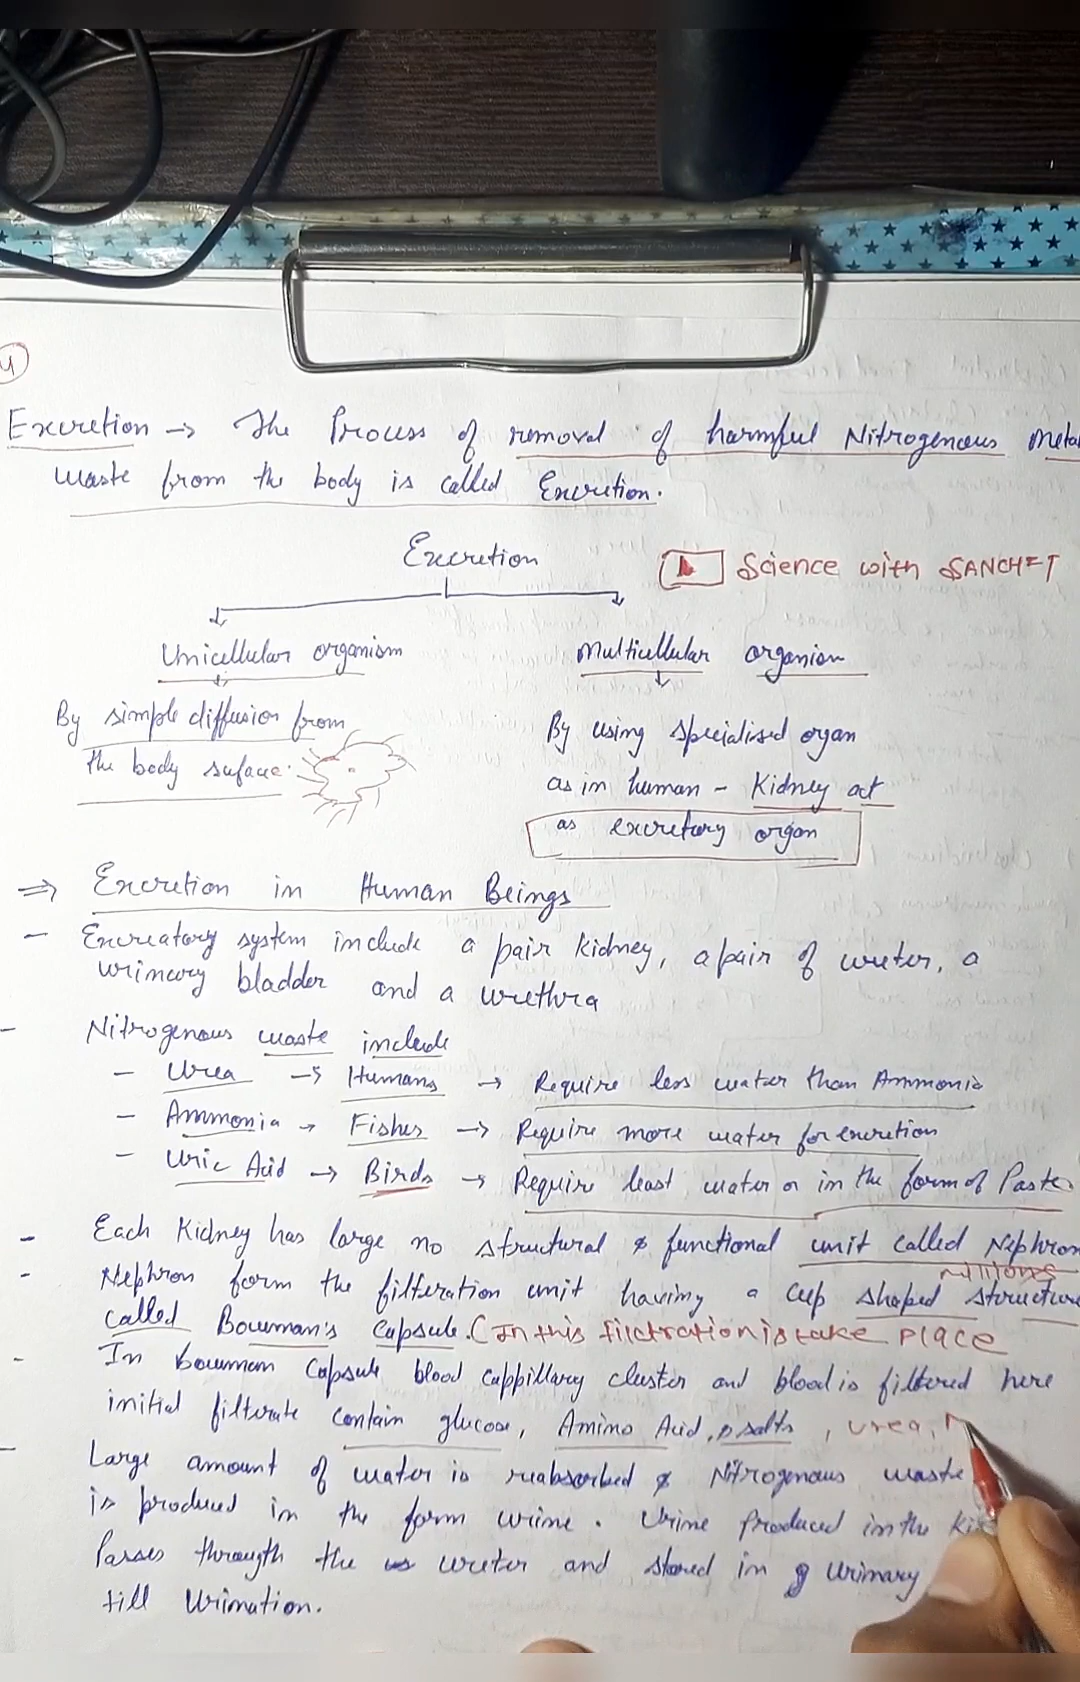 4
Excretion → The Process of removal of harmful Nitrogenous Meta
waste from the body is called Excretion.
Excretion
Science with SANCHET
Unicellular organism
Multicellular organism
By simple diffusion from
the body suface.
By using specialised organ
as in human - Kidney act
as excretory organ
⇒ Excretion in Human Beings
- Excreatory system include a pair kidney, a pair of ureter, a
urinary bladder and a urethra
- Nitrogenous waste include
- Urea → Humans → Require less water than Ammonia
- Ammonia → Fishes → Require more water for excretion
- Uric Acid → Birds → Require least water or in the form of Paste
- Each Kidney has large no structural & functional unit called Nephron
millions
- Nephron form the filteration unit having a cup shaped structure
called Bowman's capsule. (In this filctration is take place
- In bowman capsule blood cappillary cluster and blood is filtered here
initial filterate contain glucose, Amino Acid, salts, urea,
- Large amount of water is reabsorbed & Nitrogenous waste
is produced in the form urine. Urine produced in the Ki
Passes throughth the ureter and stored in urinary
till Urination.